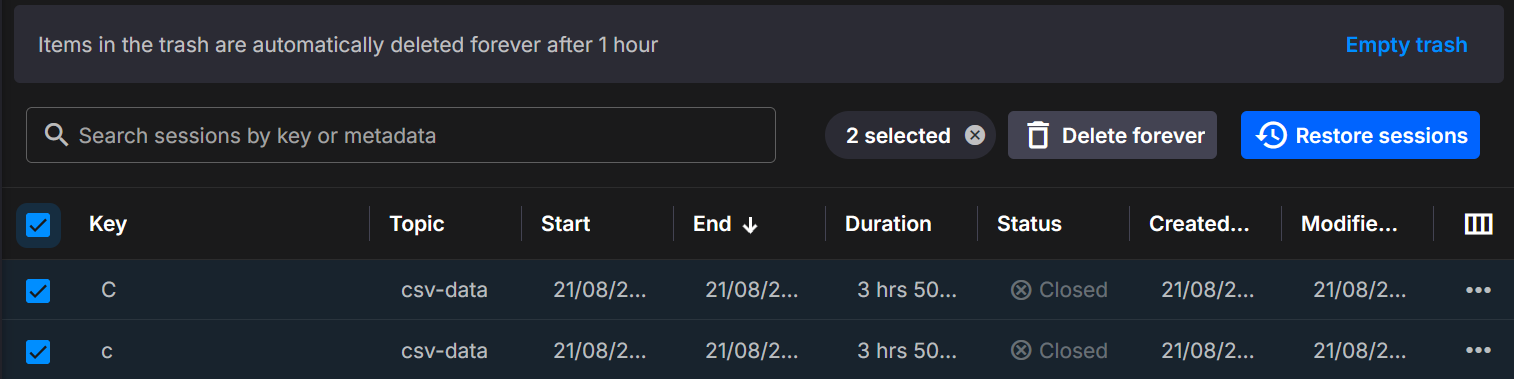 Items in the trash are automatically deleted forever after 1 hour Empty trash
Search sessions by key or metadata 2 selected Delete forever Restore sessions
Key Topic Start End Duration Status Created... Modifie...
C csv-data 21/08/2... 21/08/2... 3 hrs 50... Closed 21/08/2... 21/08/2...
c csv-data 21/08/2... 21/08/2... 3 hrs 50... Closed 21/08/2... 21/08/2...